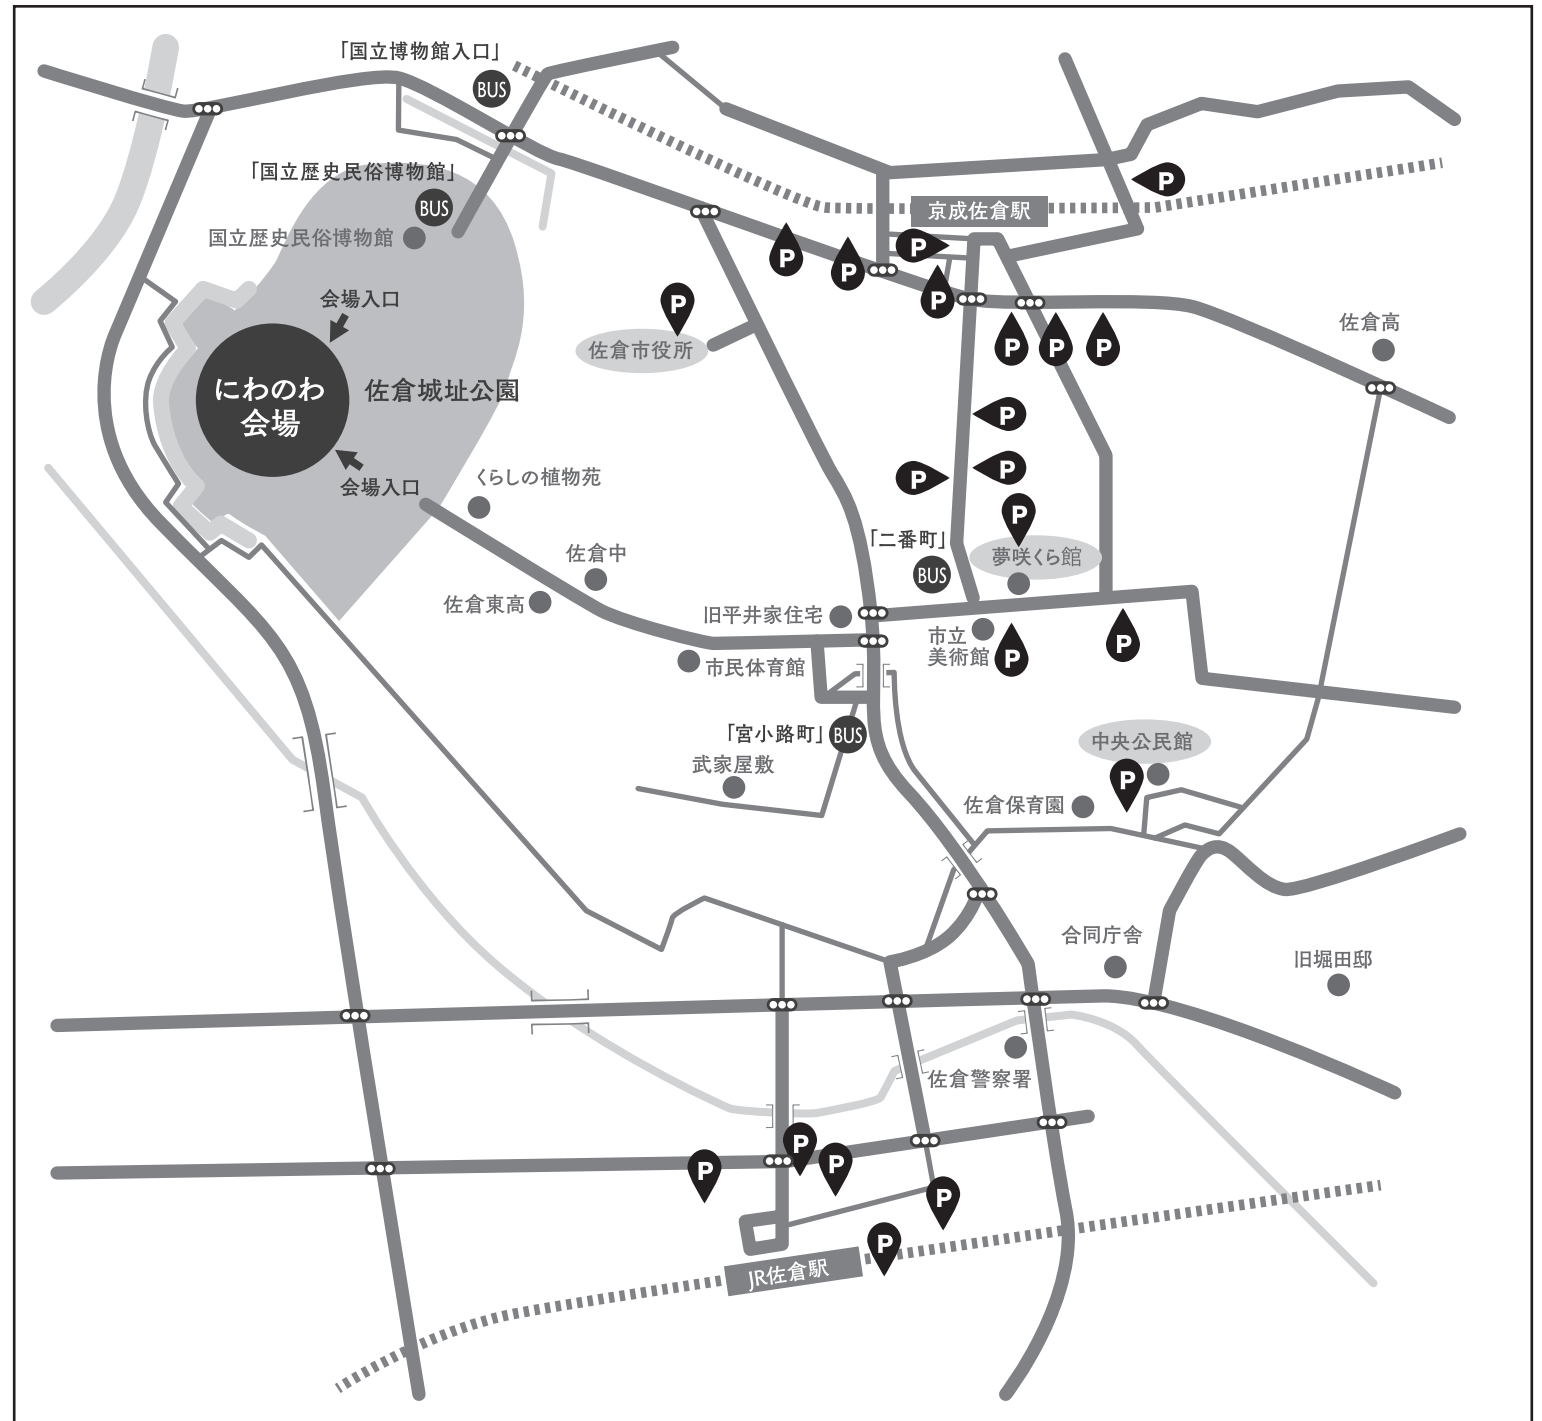 「国立博物館入口」
BUS
「国立歴史民俗博物館」
BUS
国立歴史民俗博物館
京成佐倉駅
P
P
P
P
P
会場入口
P
佐倉市役所
P
P
P
佐倉高
にわのわ
会場
佐倉城址公園
P
会場入口
くらしの植物苑
P
P
P
「二番町」
BUS
夢咲くら館
佐倉中
佐倉東高
旧平井家住宅
市立
美術館
P
P
市民体育館
「宮小路町」
BUS
武家屋敷
中央公民館
P
佐倉保育園
合同庁舎
旧堀田邸
佐倉警察署
P
P
P
P
P
JR佐倉駅